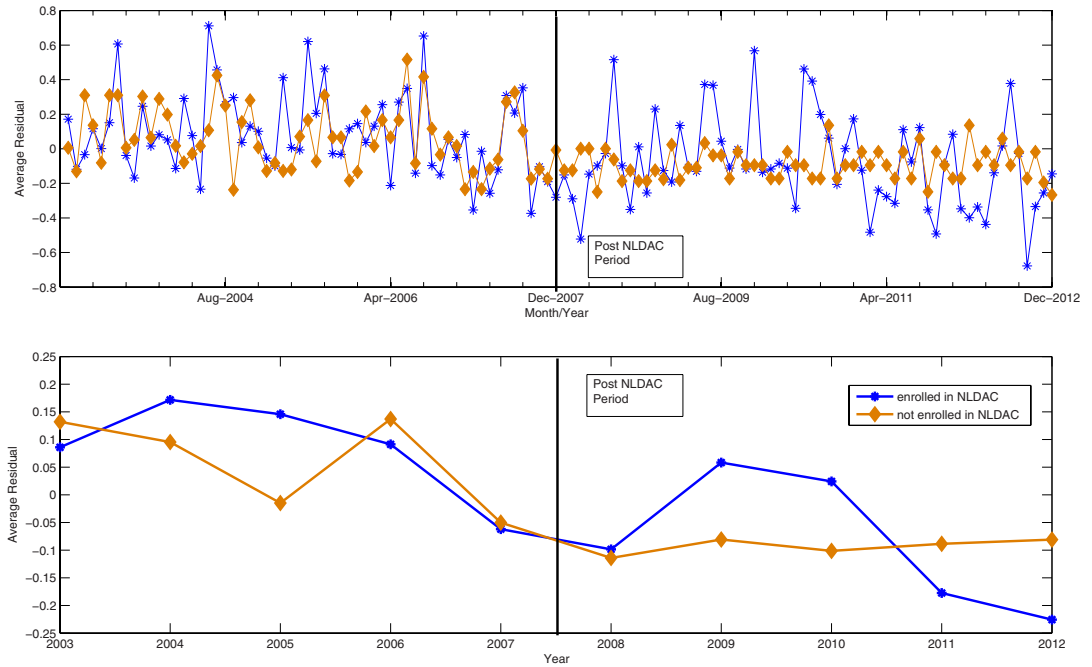 0.8
0.6
0.4
0.2
0
−0.2
−0.4
−0.6
−0.8
Average Residual
Post NLDAC
Period
Aug−2004
Apr−2006
Dec−2007
Aug−2009
Apr−2011
Dec−2012
Month/Year
0.25
0.2
0.15
0.1
0.05
0
−0.05
−0.1
−0.15
−0.2
−0.25
Average Residual
Post NLDAC
Period
enrolled in NLDAC
not enrolled in NLDAC
2003
2004
2005
2006
2007
2008
2009
2010
2011
2012
Year